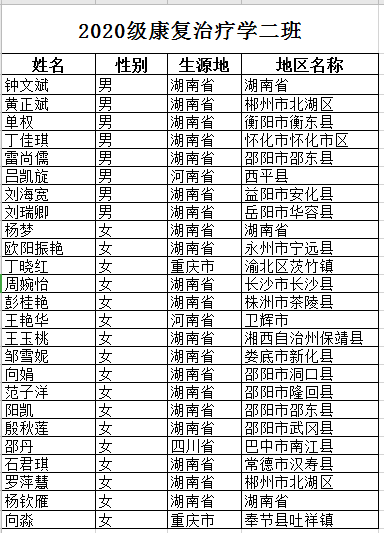 2020级康复治疗学二班
姓名 性别 生源地 地区名称
钟文斌 男 湖南省 湖南省
黄正斌 男 湖南省 郴州市北湖区
单权 男 湖南省 衡阳市衡东县
丁佳琪 男 湖南省 怀化市怀化市区
雷尚儒 男 湖南省 邵阳市邵东县
吕凯旋 男 河南省 西平县
刘海宽 男 湖南省 益阳市安化县
刘瑞卿 男 湖南省 岳阳市华容县
杨梦 女 湖南省 湖南省
欧阳振艳 女 湖南省 永州市宁远县
丁晓红 女 重庆市 渝北区茨竹镇
周婉怡 女 湖南省 长沙市长沙县
彭桂艳 女 湖南省 株洲市茶陵县
王艳华 女 河南省 卫辉市
王玉桃 女 湖南省 湘西自治州保靖县
邹雪妮 女 湖南省 娄底市新化县
向娟 女 湖南省 邵阳市洞口县
范子洋 女 湖南省 邵阳市隆回县
阳凯 女 湖南省 邵阳市邵东县
殷秋莲 女 湖南省 邵阳市武冈县
邵丹 女 四川省 巴中市南江县
石君琪 女 湖南省 常德市汉寿县
罗萍慧 女 湖南省 郴州市北湖区
杨钦雁 女 湖南省 湖南省
向淼 女 重庆市 奉节县吐祥镇